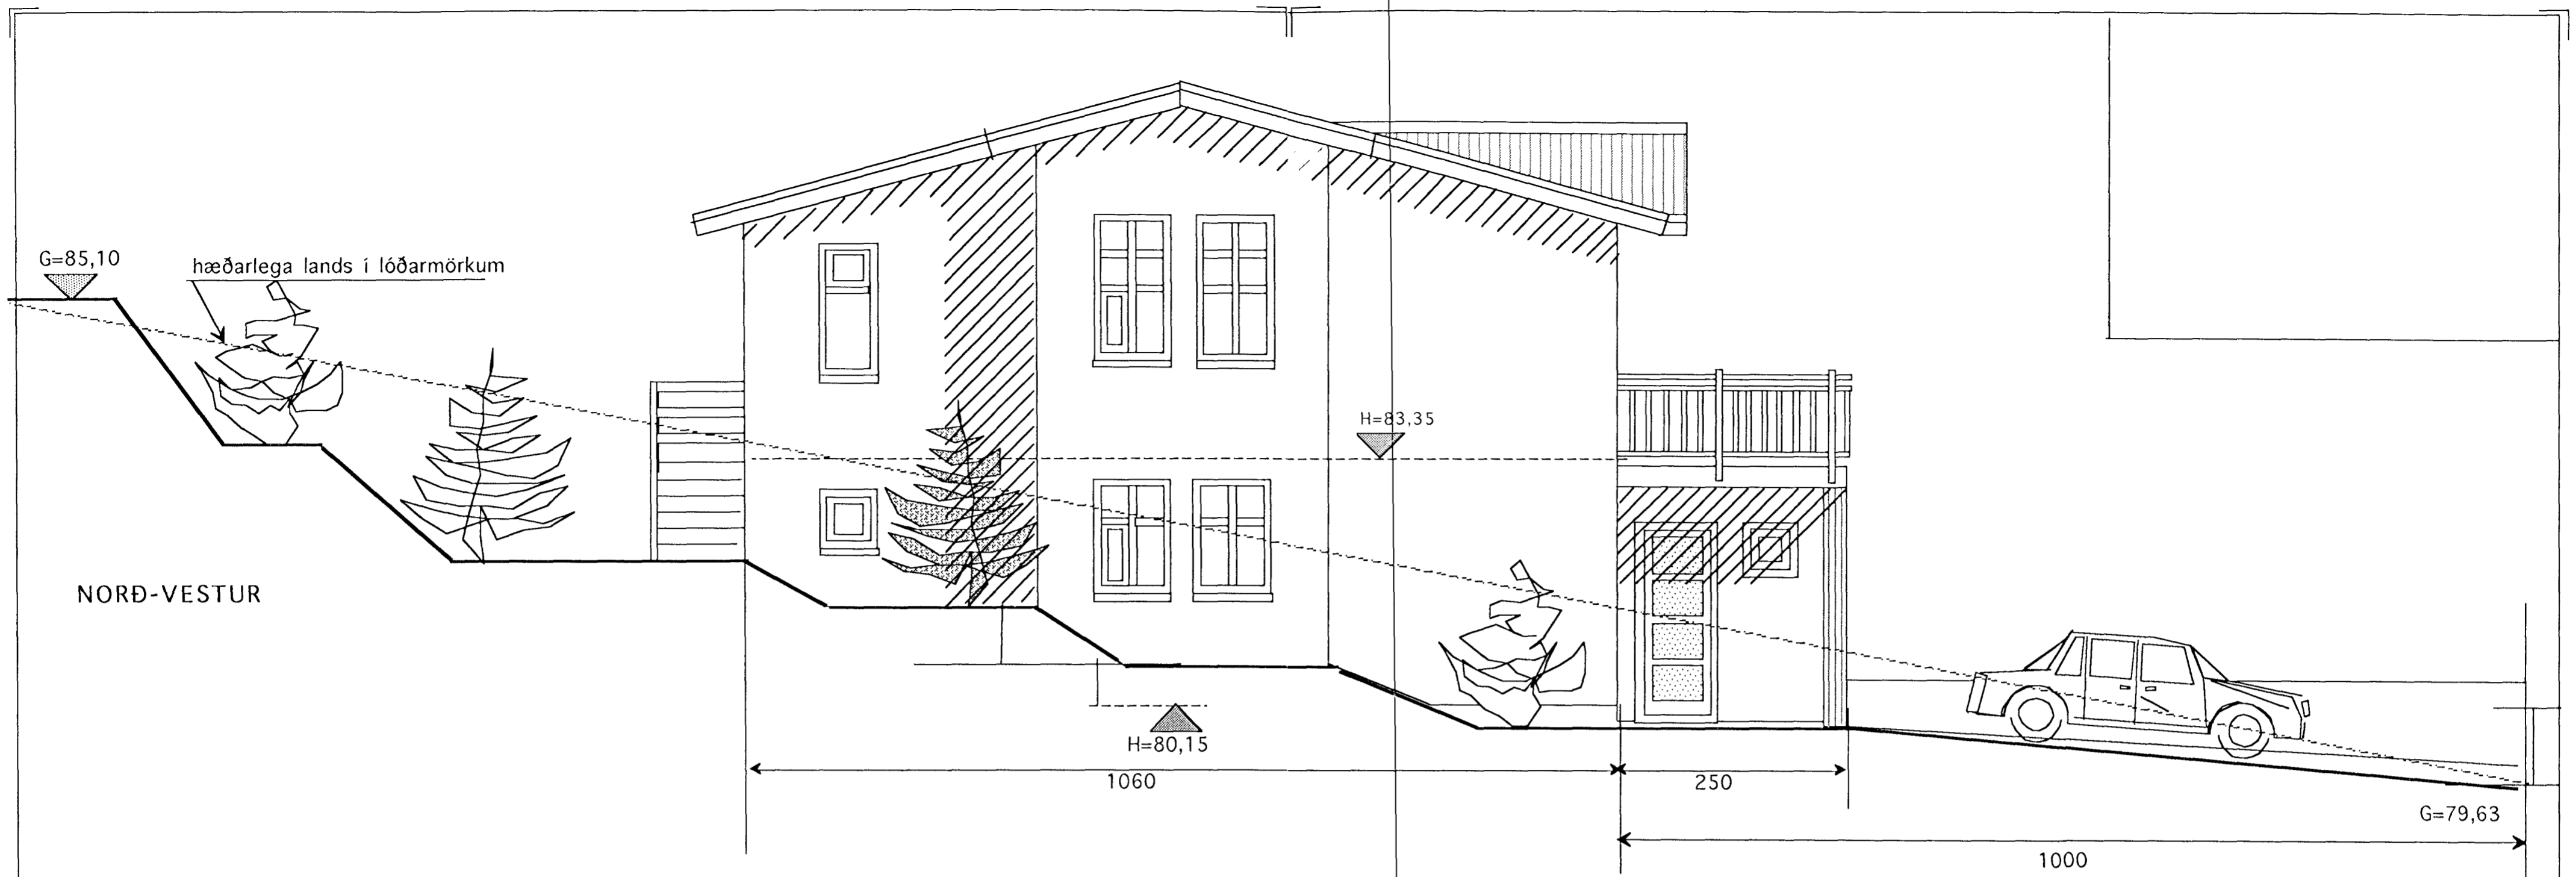 G=85,10
hæðarlega lands í lóðarmörkum
H=83,35
NORÐ-VESTUR
H=80,15
1060
250
G=79,63
1000